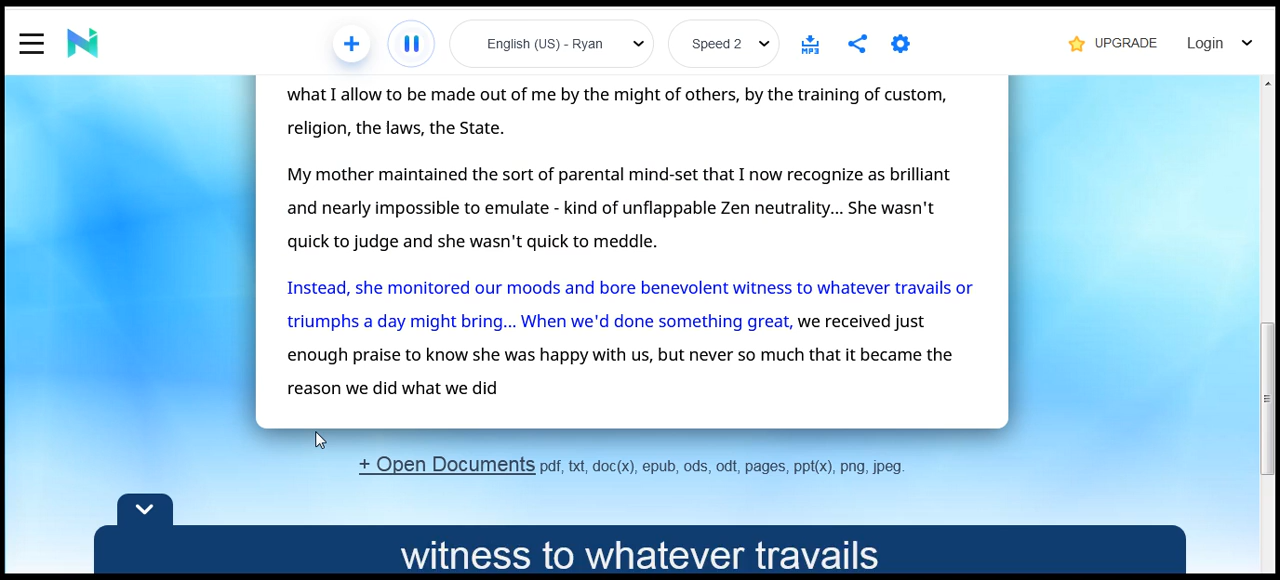 English (US) - Ryan
Speed 2
MP3
UPGRADE
Login
what I allow to be made out of me by the might of others, by the training of custom,
religion, the laws, the State.
My mother maintained the sort of parental mind-set that I now recognize as brilliant
and nearly impossible to emulate - kind of unflappable Zen neutrality... She wasn't
quick to judge and she wasn't quick to meddle.
Instead, she monitored our moods and bore benevolent witness to whatever travails or
triumphs a day might bring... When we'd done something great, we received just
enough praise to know she was happy with us, but never so much that it became the
reason we did what we did
+ Open Documents pdf, txt, doc(x), epub, ods, odt, pages, ppt(x), png, jpeg.
witness to whatever travails